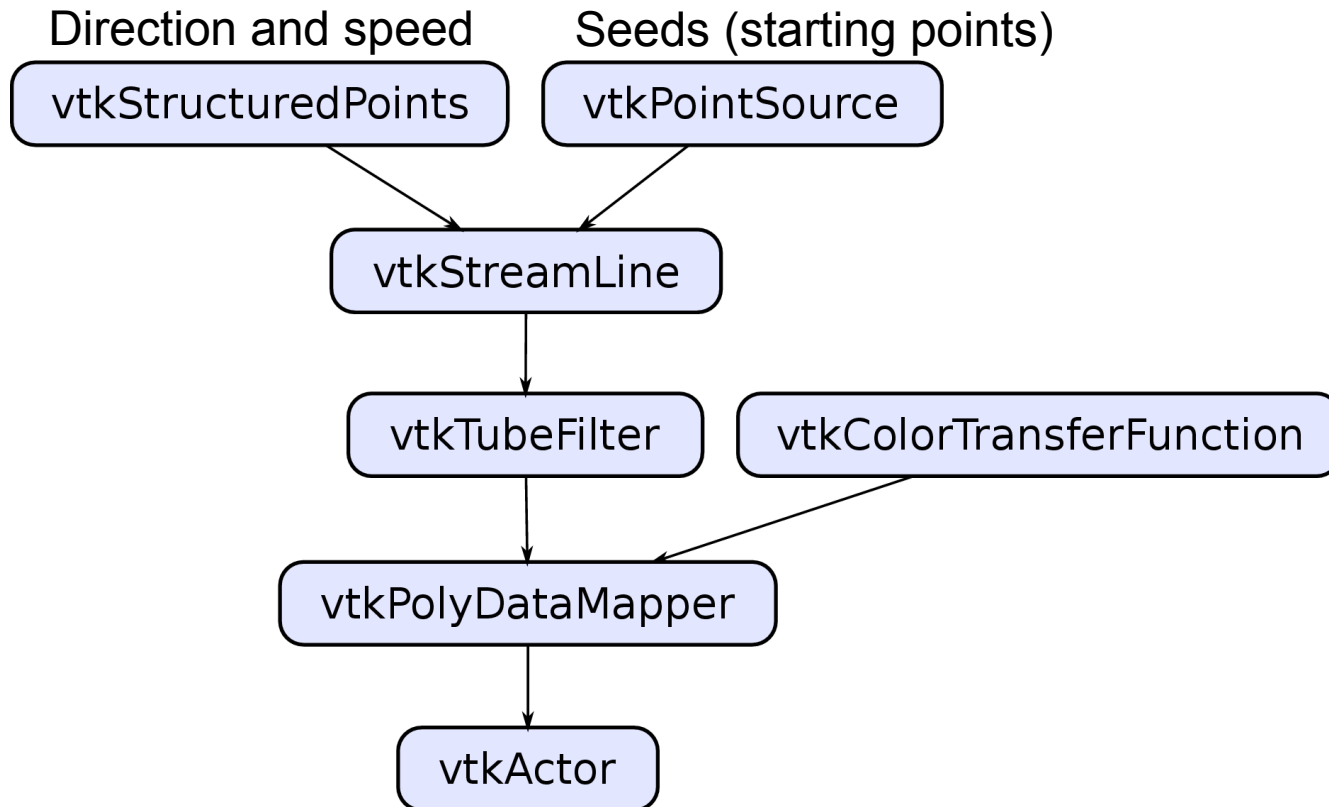 Direction and speed
Seeds (starting points)
vtkStructuredPoints
vtkPointSource
vtkStreamLine
vtkTubeFilter
vtkColorTransferFunction
vtkPolyDataMapper
vtkActor